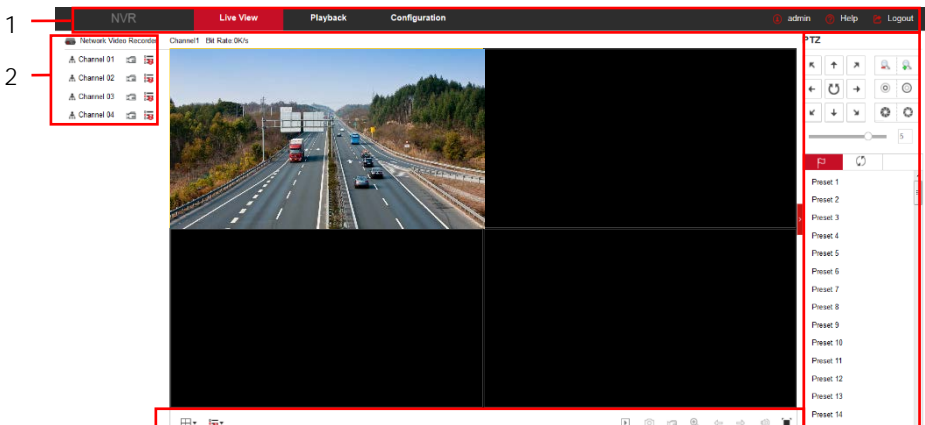 1
NVR Live View Playback Configuration admin Help Logout
2
Network Video Recorder
Channel 01
Channel 02
Channel 03
Channel 04
Channel1 Bit Rate:0K/s
PTZ
5
Preset 1
Preset 2
Preset 3
Preset 4
Preset 5
Preset 6
Preset 7
Preset 8
Preset 9
Preset 10
Preset 11
Preset 12
Preset 13
Preset 14